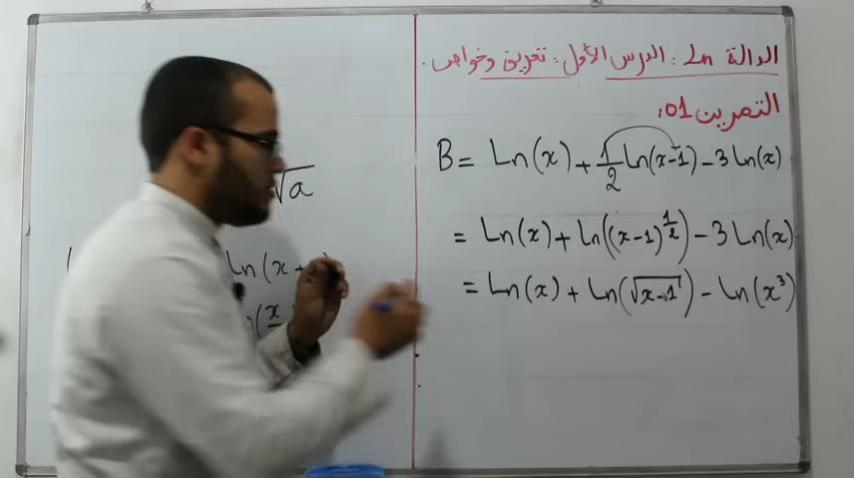 الدالة Ln : الدرس الأول : تعريف وخواص.
التمرين 01:
B = Ln(x) + 1/2 ln(x-1) - 3 ln(x)
= Ln(x) + ln((x-1)^{1/2}) - 3 Ln(x)
= Ln(x) + Ln(√(x-1)) - Ln(x³)
√a
Ln(x +